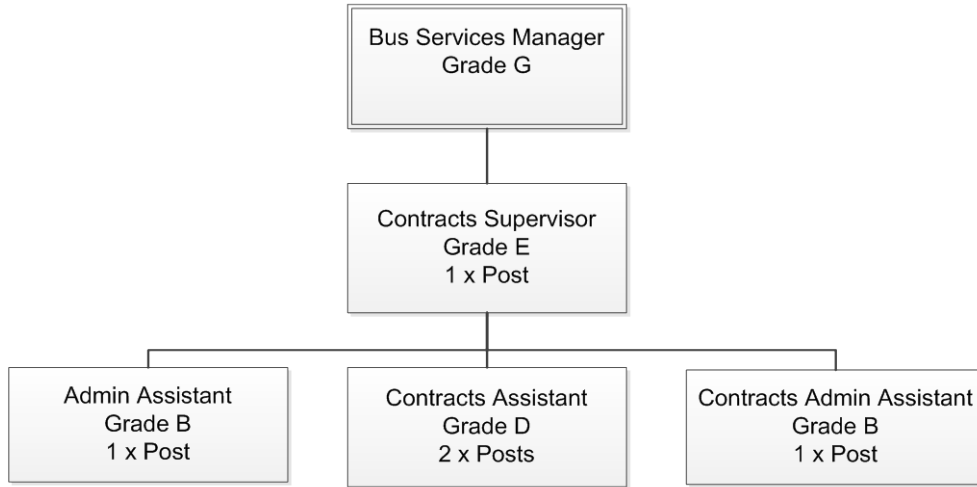 Bus Services Manager
Grade G
Contracts Supervisor
Grade E
1 x Post
Admin Assistant
Grade B
1 x Post
Contracts Assistant
Grade D
2 x Posts
Contracts Admin Assistant
Grade B
1 x Post